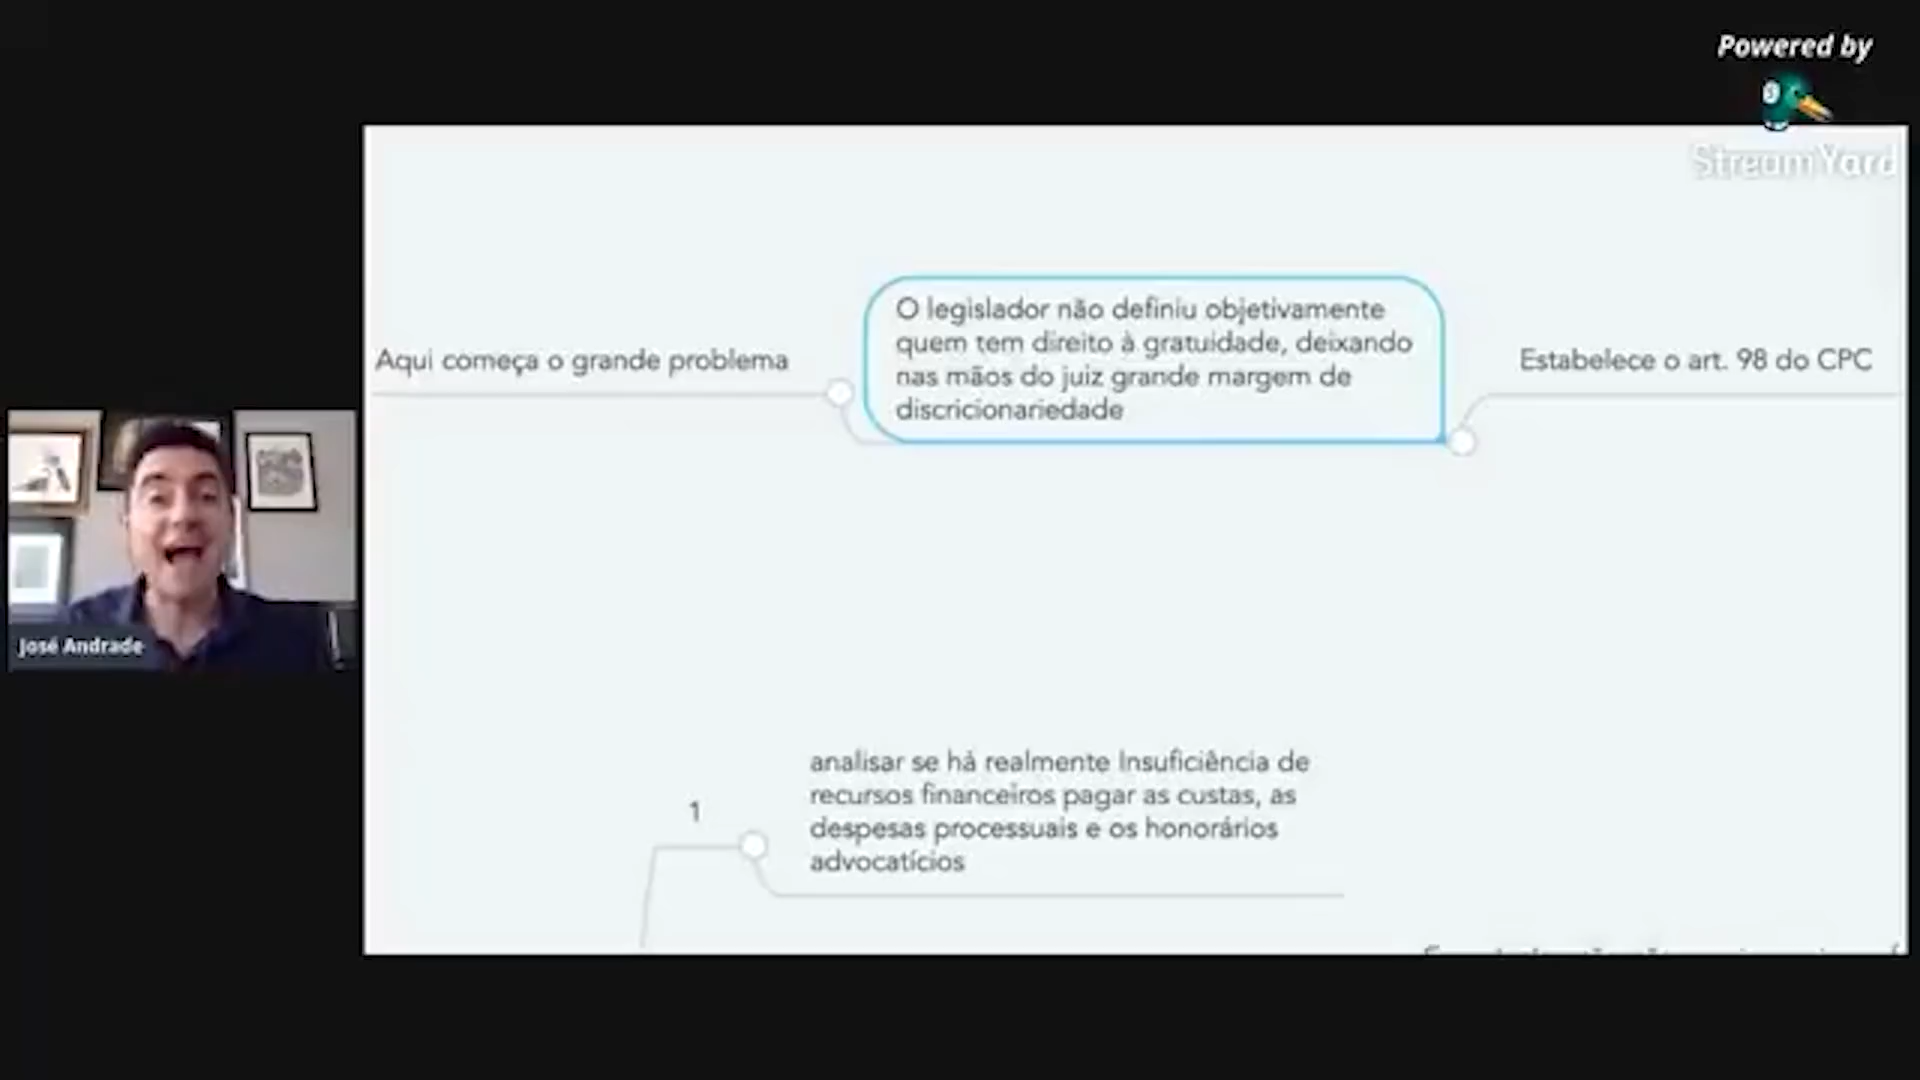 Powered by
StreamYard
O legislador não definiu objetivamente
quem tem direito à gratuidade, deixando
nas mãos do juiz grande margem de
discricionariedade
Aqui começa o grande problema
Estabelece o art. 98 do CPC
José Andrade
1
analisar se há realmente Insuficiência de
recursos financeiros pagar as custas, as
despesas processuais e os honorários
advocatícios